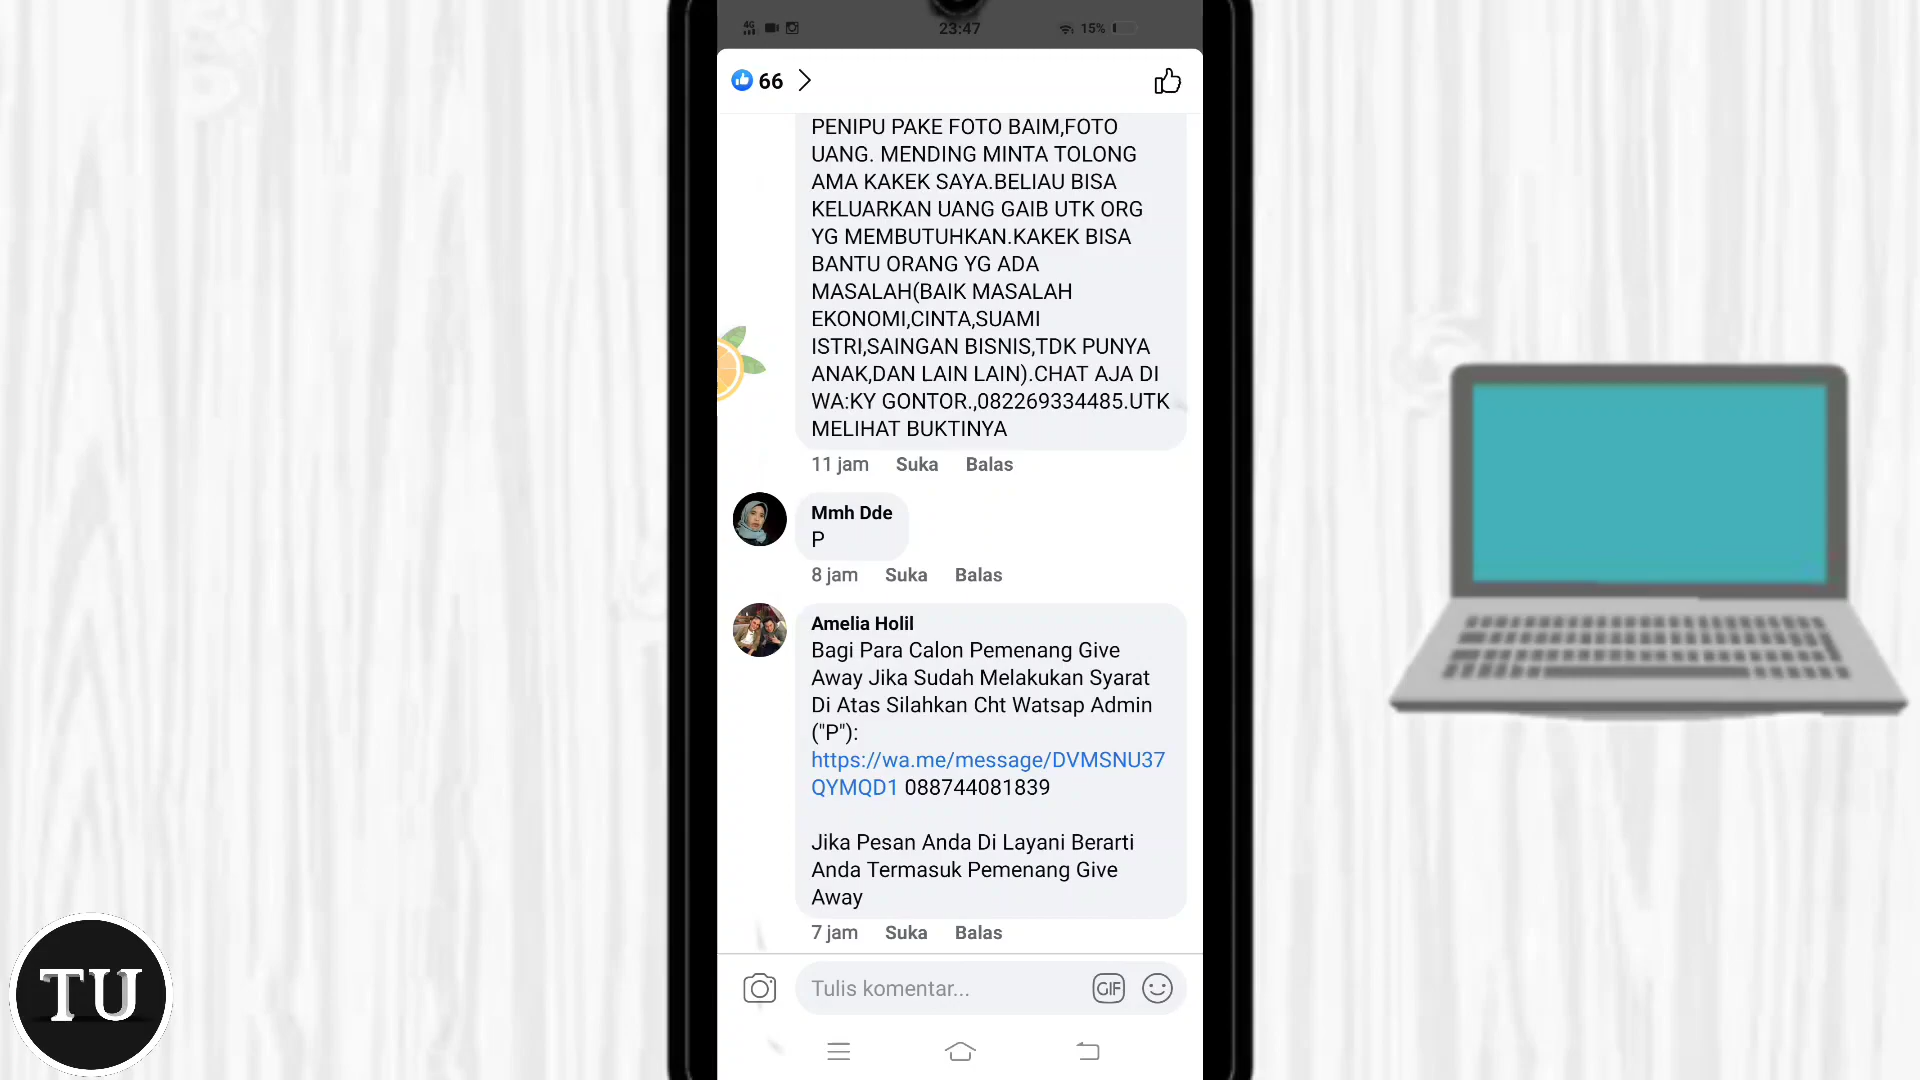 4G
23:47
15%
66
PENIPU PAKE FOTO BAIM,FOTO
UANG. MENDING MINTA TOLONG
AMA KAKEK SAYA.BELIAU BISA
KELUARKAN UANG GAIB UTK ORG
YG MEMBUTUHKAN.KAKEK BISA
BANTU ORANG YG ADA
MASALAH(BAIK MASALAH
EKONOMI,CINTA,SUAMI
ISTRI,SAINGAN BISNIS,TDK PUNYA
ANAK,DAN LAIN LAIN).CHAT AJA DI
WA:KY GONTOR.,082269334485.UTK
MELIHAT BUKTINYA
11 jam Suka Balas
Mmh Dde
P
8 jam Suka Balas
Amelia Holil
Bagi Para Calon Pemenang Give
Away Jika Sudah Melakukan Syarat
Di Atas Silahkan Cht Watsap Admin
("P"):
https://wa.me/message/DVMSNU37
QYMQD1 088744081839
Jika Pesan Anda Di Layani Berarti
Anda Termasuk Pemenang Give
Away
7 jam Suka Balas
Tulis komentar...
GIF
TU